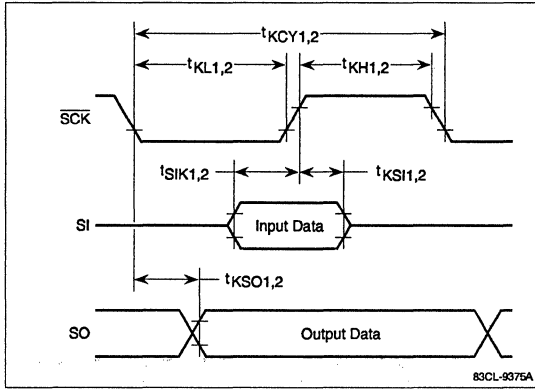 tKCY1,2
tKL1,2
tKH1,2
SCK
tSIK1,2
tKSI1,2
SI
Input Data
tKSO1,2
SO
Output Data
83CL-9375A